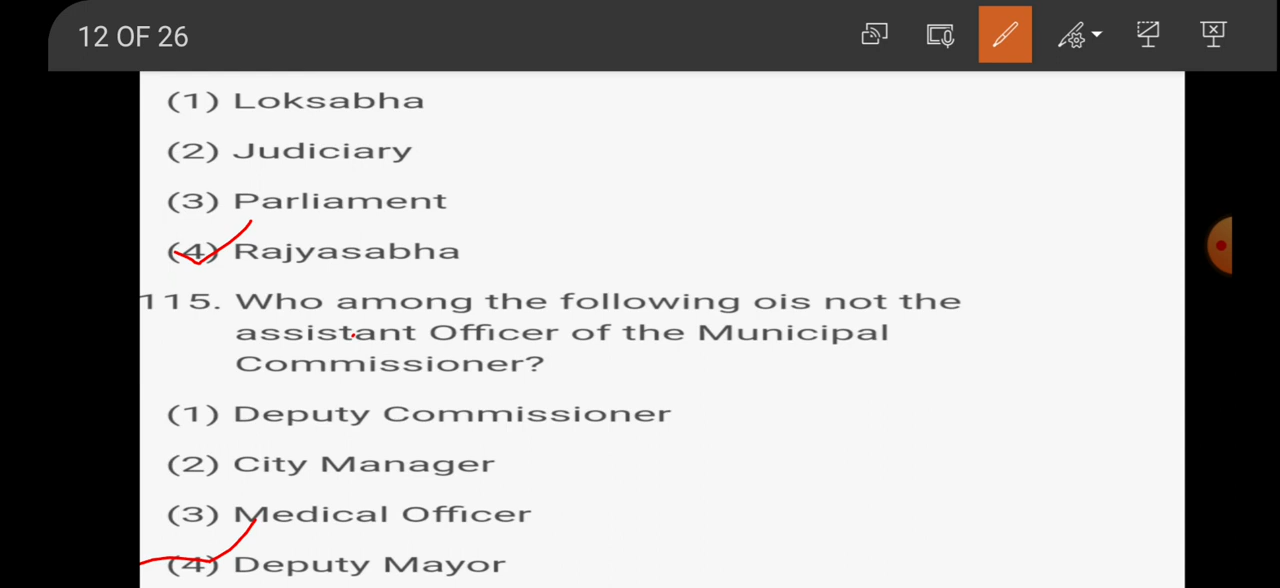 12 OF 26
(1) Loksabha
(2) Judiciary
(3) Parliament
(4) Rajyasabha
115. Who among the following ois not the
assistant Officer of the Municipal
Commissioner?
(1) Deputy Commissioner
(2) City Manager
(3) Medical Officer
(4) Deputy Mayor